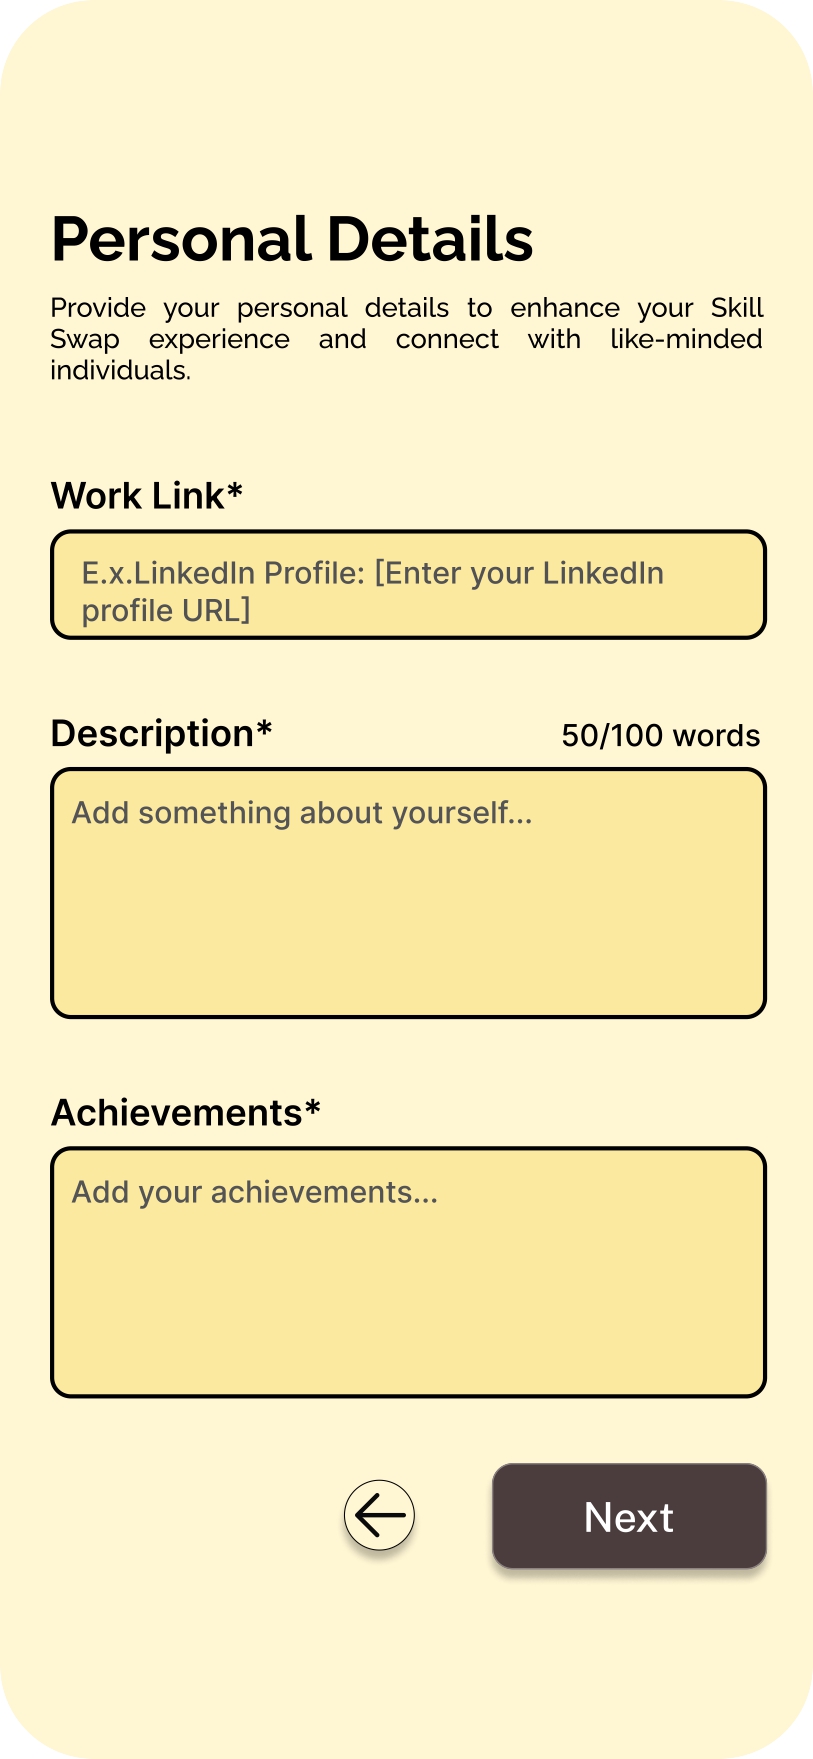 Personal Details
Provide your personal details to enhance your Skill
Swap experience and connect with like-minded
individuals.
Work Link*
E.x.LinkedIn Profile: [Enter your LinkedIn
profile URL]
Description*
50/100 words
Add something about yourself...
Achievements*
Add your achievements...
Next